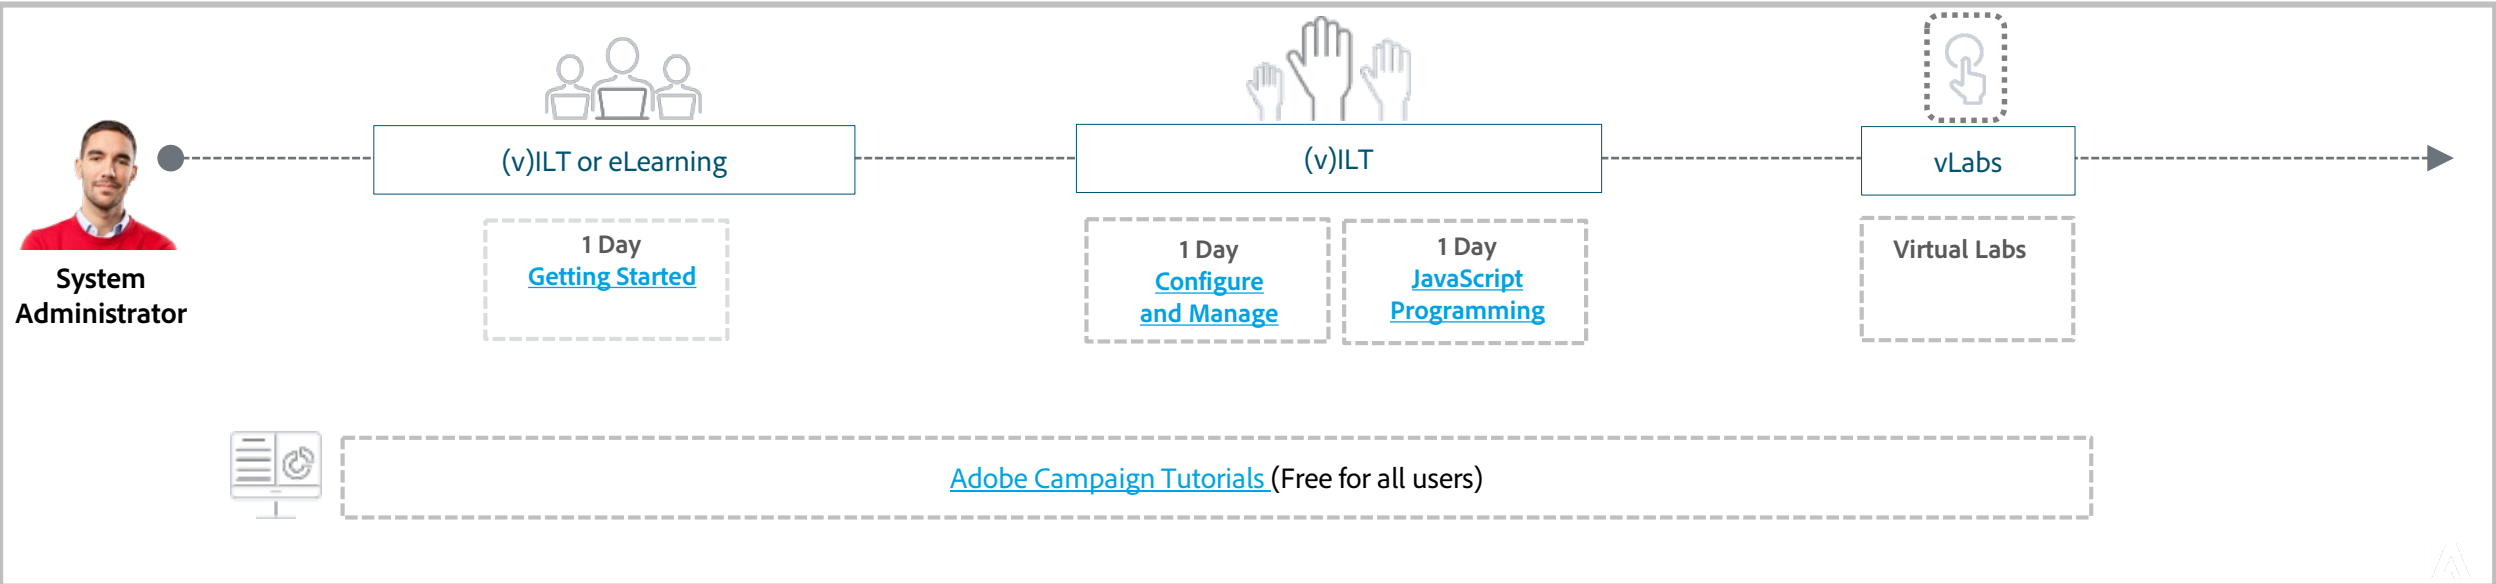 (v)ILT or eLearning
(v)ILT
vLabs
System
Administrator
1 Day
Getting Started
1 Day
Configure
and Manage
1 Day
JavaScript
Programming
Virtual Labs
Adobe Campaign Tutorials (Free for all users)